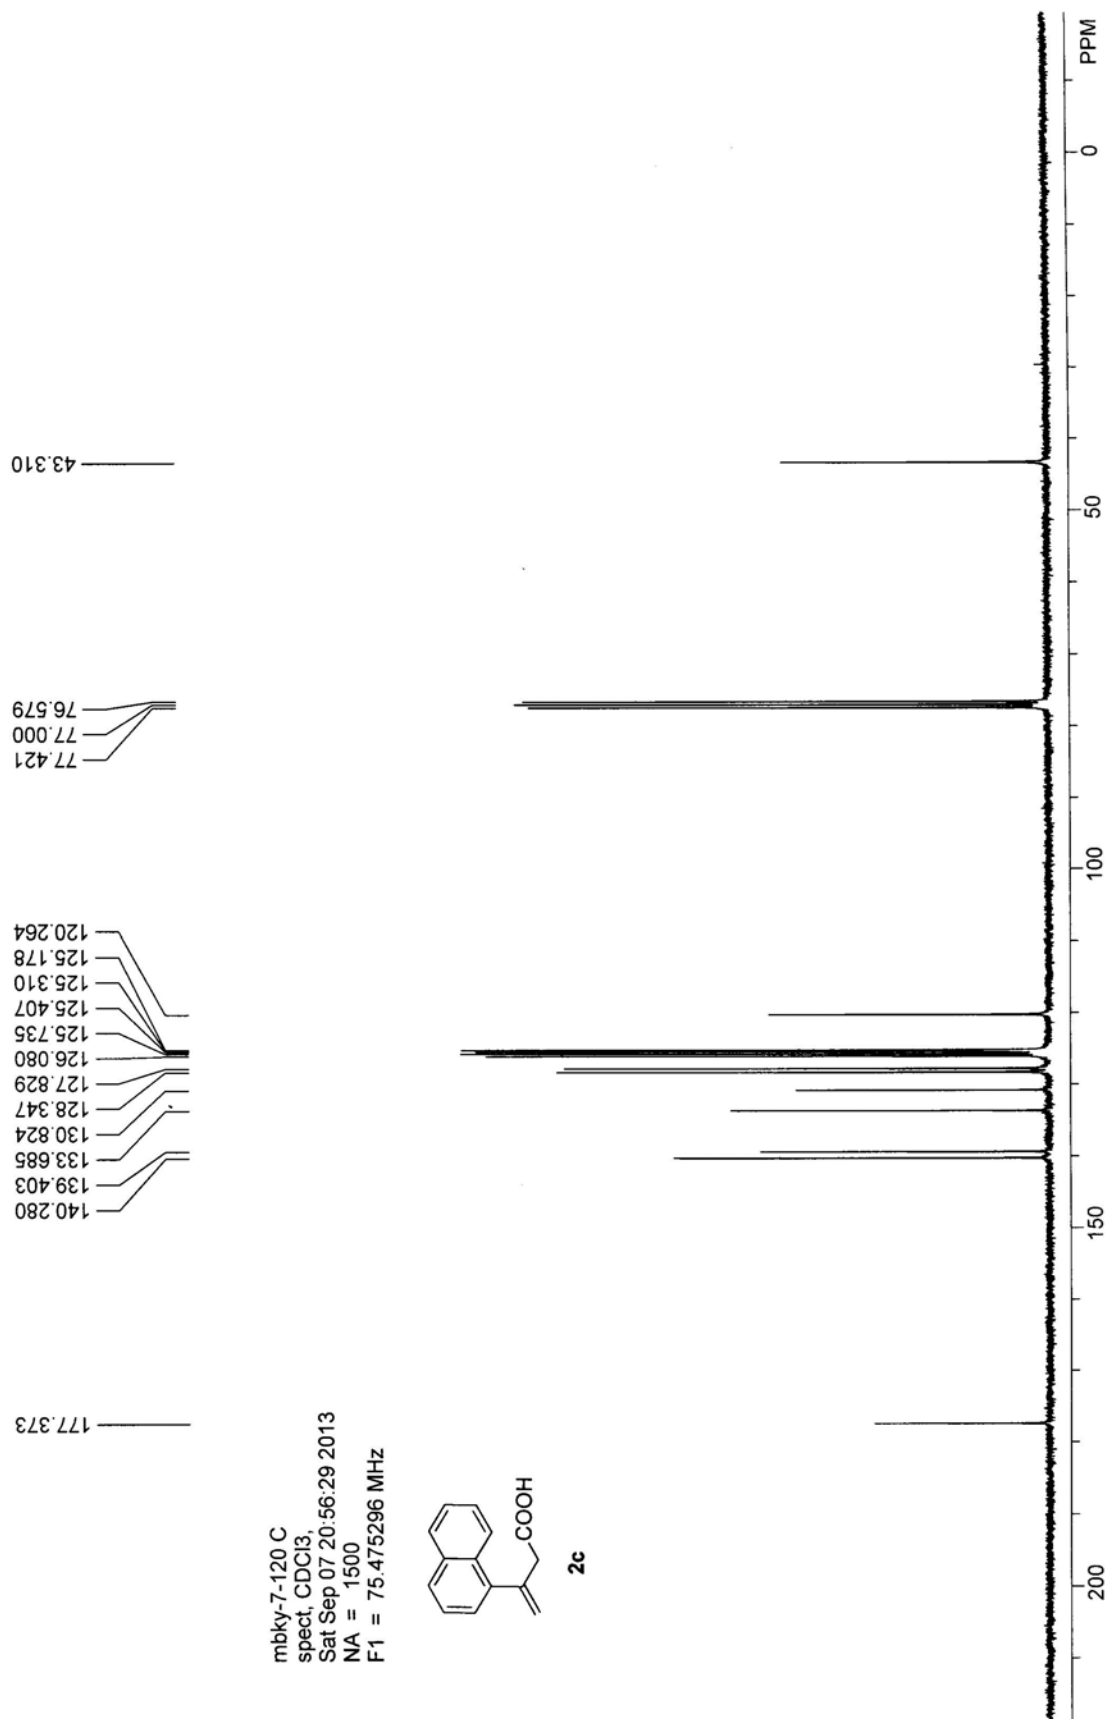 mbky-7-120 C
spect, CDCl3,
Sat Sep 07 20:56:29 2013
NA = 1500
F1 = 75.475296 MHz
COOH
2c
177.373
140.280
139.403
133.685
130.824
128.347
127.829
126.080
125.735
125.407
125.310
125.178
120.264
77.421
77.000
76.579
43.310
200
150
100
50
0
PPM